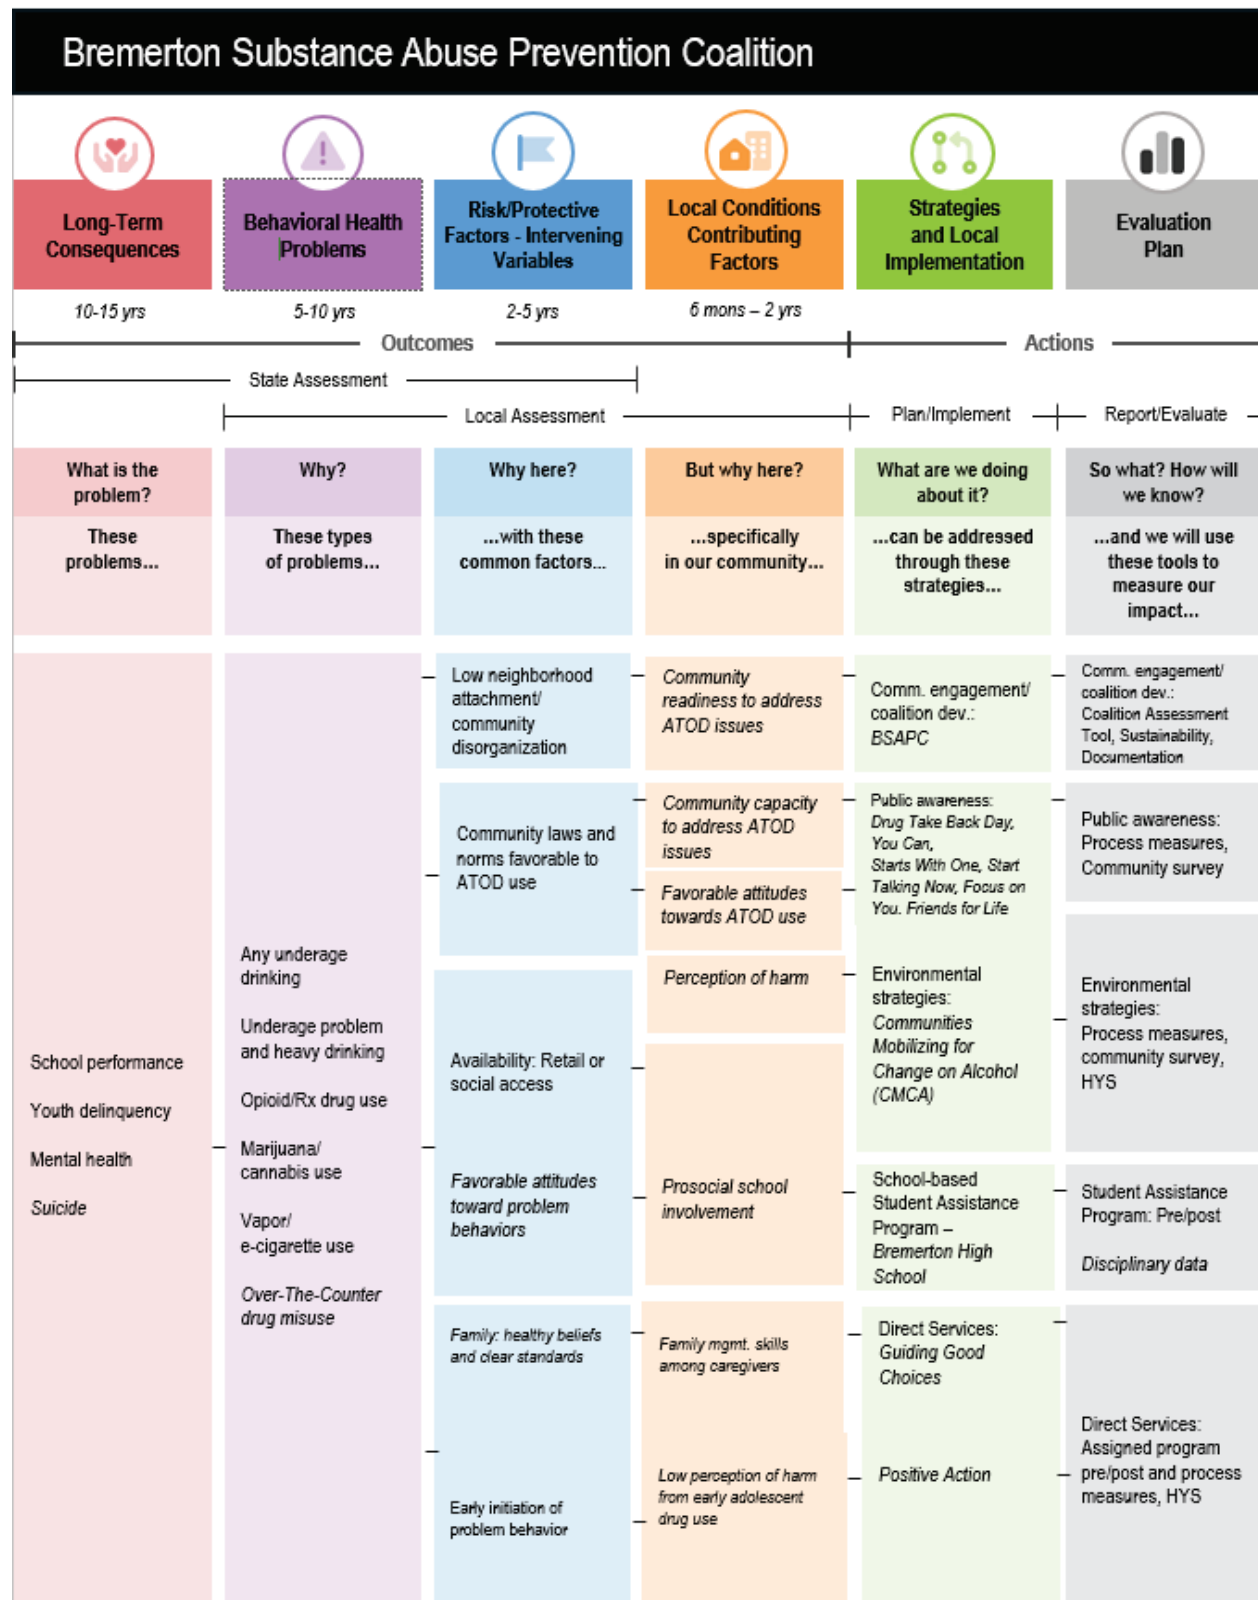 Bremerton Substance Abuse Prevention Coalition
Long-Term
Consequences
Behavioral Health
Problems
Risk/Protective
Factors - Intervening
Variables
Local Conditions
Contributing
Factors
Strategies
and Local
Implementation
Evaluation
Plan
10-15 yrs
5-10 yrs
2-5 yrs
6 mons – 2 yrs
Outcomes
Actions
State Assessment
Local Assessment
Plan/Implement
Report/Evaluate
What is the
problem?
Why?
Why here?
But why here?
What are we doing
about it?
So what? How will
we know?
These
problems...
These types
of problems...
...with these
common factors...
...specifically
in our community...
...can be addressed
through these
strategies...
...and we will use
these tools to
measure our
impact...
School performance
Youth delinquency
Mental health
Suicide
Any underage
drinking
Underage problem
and heavy drinking
Opioid/Rx drug use
Marijuana/
cannabis use
Vapor/
e-cigarette use
Over-The-Counter
drug misuse
Low neighborhood
attachment/
community
disorganization
Community laws and
norms favorable to
ATOD use
Availability: Retail or
social access
Favorable attitudes
toward problem
behaviors
Family: healthy beliefs
and clear standards
Early initiation of
problem behavior
Community
readiness to address
ATOD issues
Community capacity
to address ATOD
issues
Favorable attitudes
towards ATOD use
Perception of harm
Prosocial school
involvement
Family mgmt. skills
among caregivers
Low perception of harm
from early adolescent
drug use
Comm. engagement/
coalition dev.:
BSAPC
Public awareness:
Drug Take Back Day,
You Can,
Starts With One, Start
Talking Now, Focus on
You. Friends for Life
Environmental
strategies:
Communities
Mobilizing for
Change on Alcohol
(CMCA)
School-based
Student Assistance
Program –
Bremerton High
School
Direct Services:
Guiding Good
Choices
Positive Action
Comm. engagement/
coalition dev.:
Coalition Assessment
Tool, Sustainability,
Documentation
Public awareness:
Process measures,
Community survey
Environmental
strategies:
Process measures,
community survey,
HYS
Student Assistance
Program: Pre/post
Disciplinary data
Direct Services:
Assigned program
pre/post and process
measures, HYS